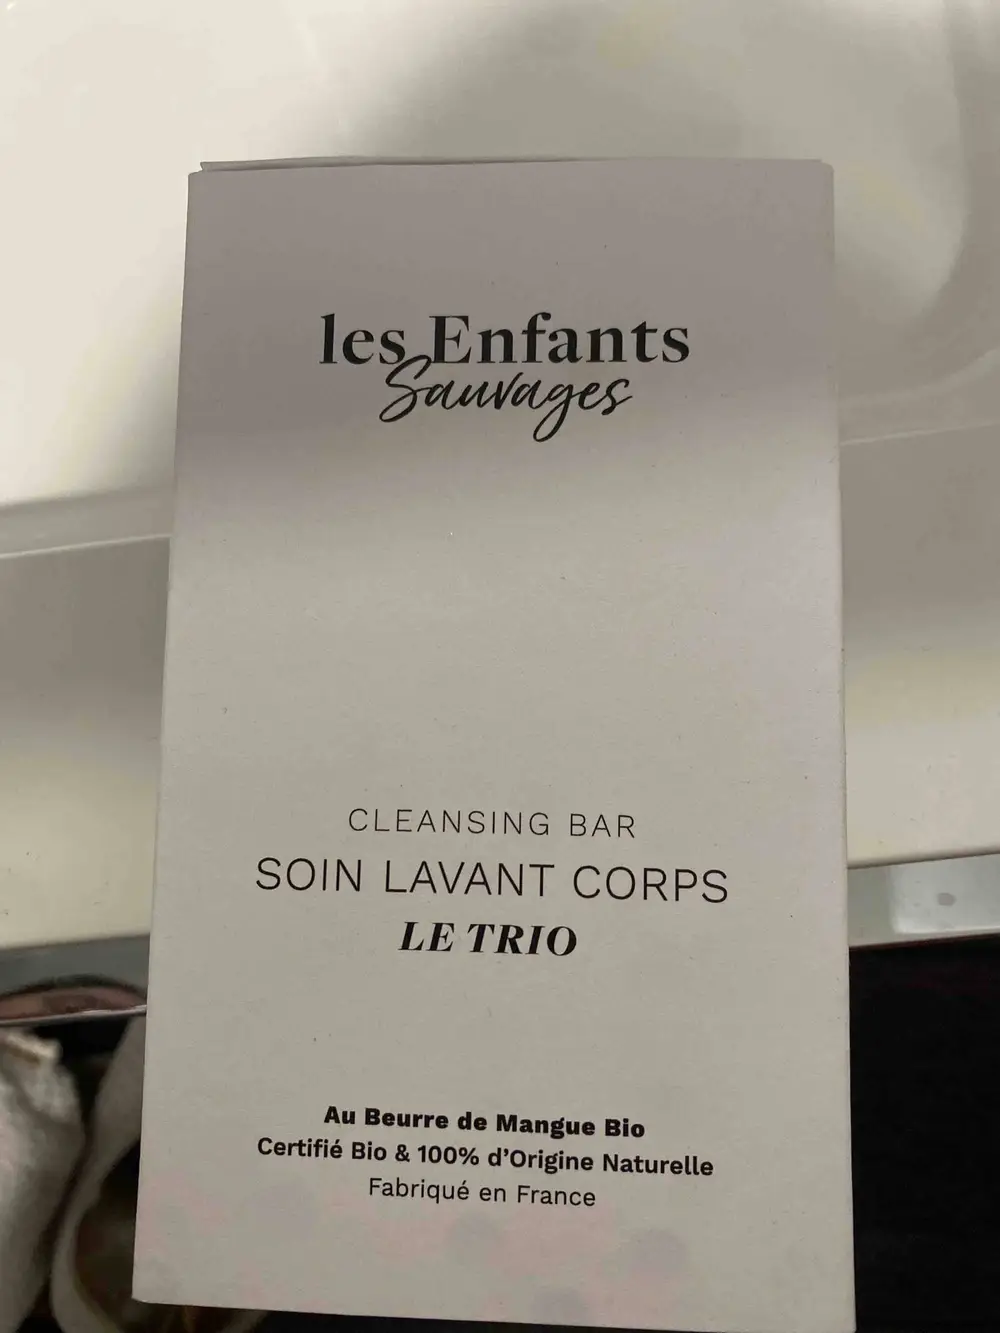 les Enfants
Sauvages
CLEANSING BAR
SOIN LAVANT CORPS
LE TRIO
Au Beurre de Mangue Bio
Certifié Bio & 100% d'Origine Naturelle
Fabriqué en France